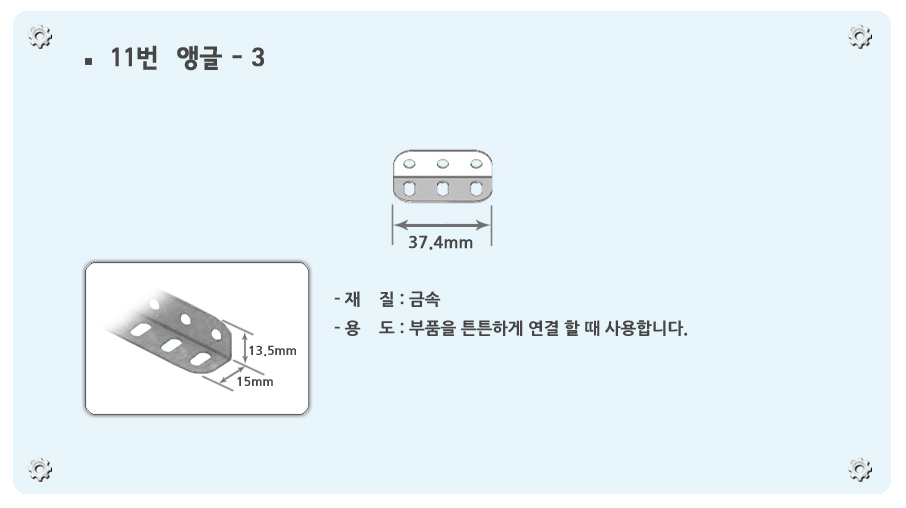 ▪ 11번 앵글 - 3
37.4mm
13.5mm
15mm
- 재 질 : 금속
- 용 도 : 부품을 튼튼하게 연결 할 때 사용합니다.